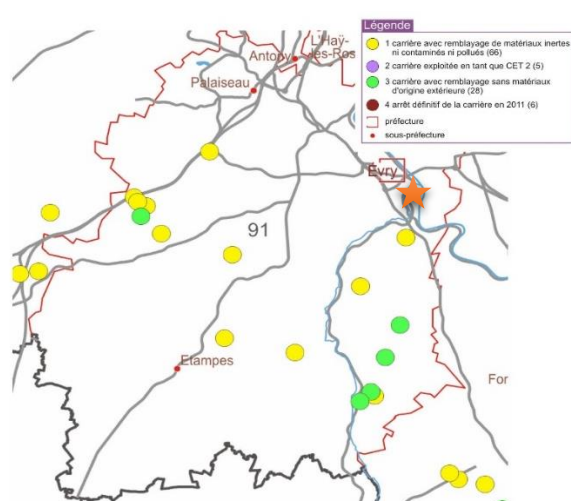 Légende
1 carrière avec remblayage de matériaux inertes
ni contaminés ni pollués (66)
2 carrière exploitée en tant que CET 2 (5)
3 carrière avec remblayage sans matériaux
d'origine extérieure (28)
4 arrêt définitif de la carrière en 2011 (6)
préfecture
sous-préfecture
L'Haÿ-
les-Roses
Antony
Palaiseau
Évry
91
Etampes
For